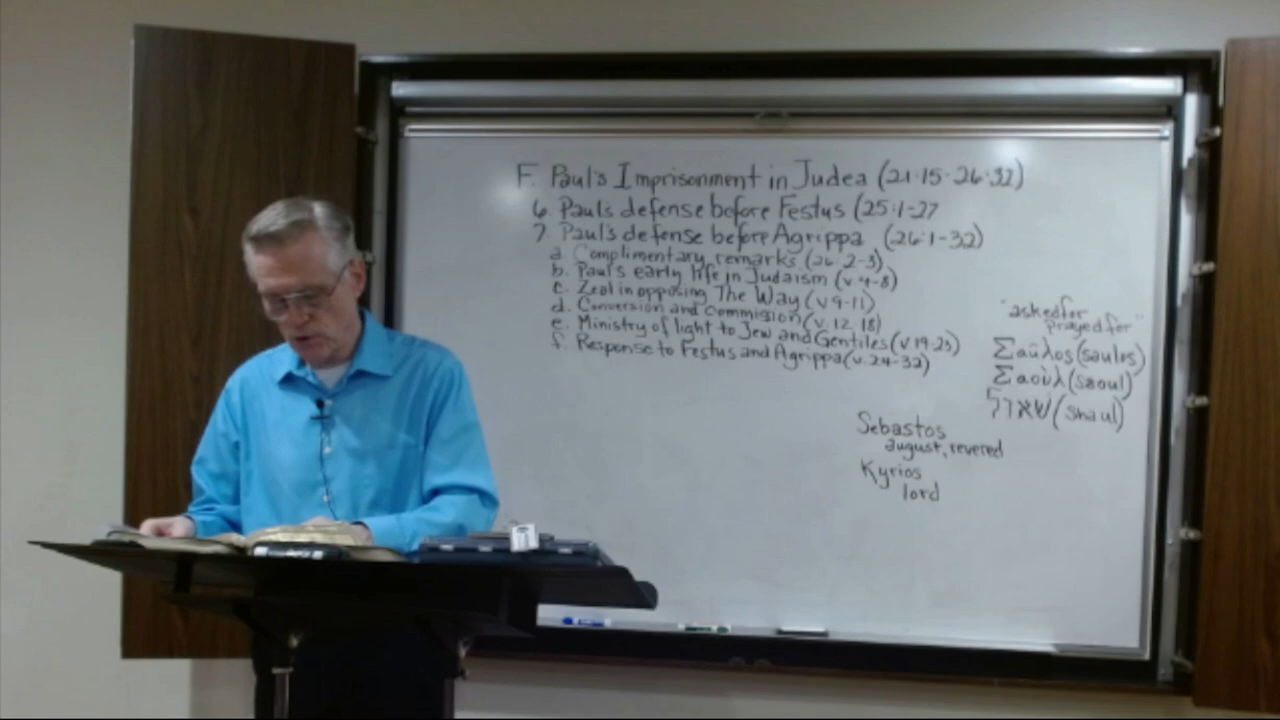 F. Paul's Imprisonment in Judea (21:15-26:32)
6. Paul's defense before Festus (25:1-27
7. Paul's defense before Agrippa (26:1-32)
a. Complimentary remarks (26:2-3)
b. Paul's early life in Judaism (v.4-8)
c. Zeal in opposing The Way (v 9-11)
d. Conversion and commission (v.12-18)
e. Ministry of light to Jew and Gentiles (v 19-23)
f. Response to Festus and Agrippa (v.24-32)
"asked for
prayed for"
Σαῦλος (saulos)
Σαοὺλ (saoul)
שׁאוּל (shaul)
Sebastos
august, revered
Kyrios
lord